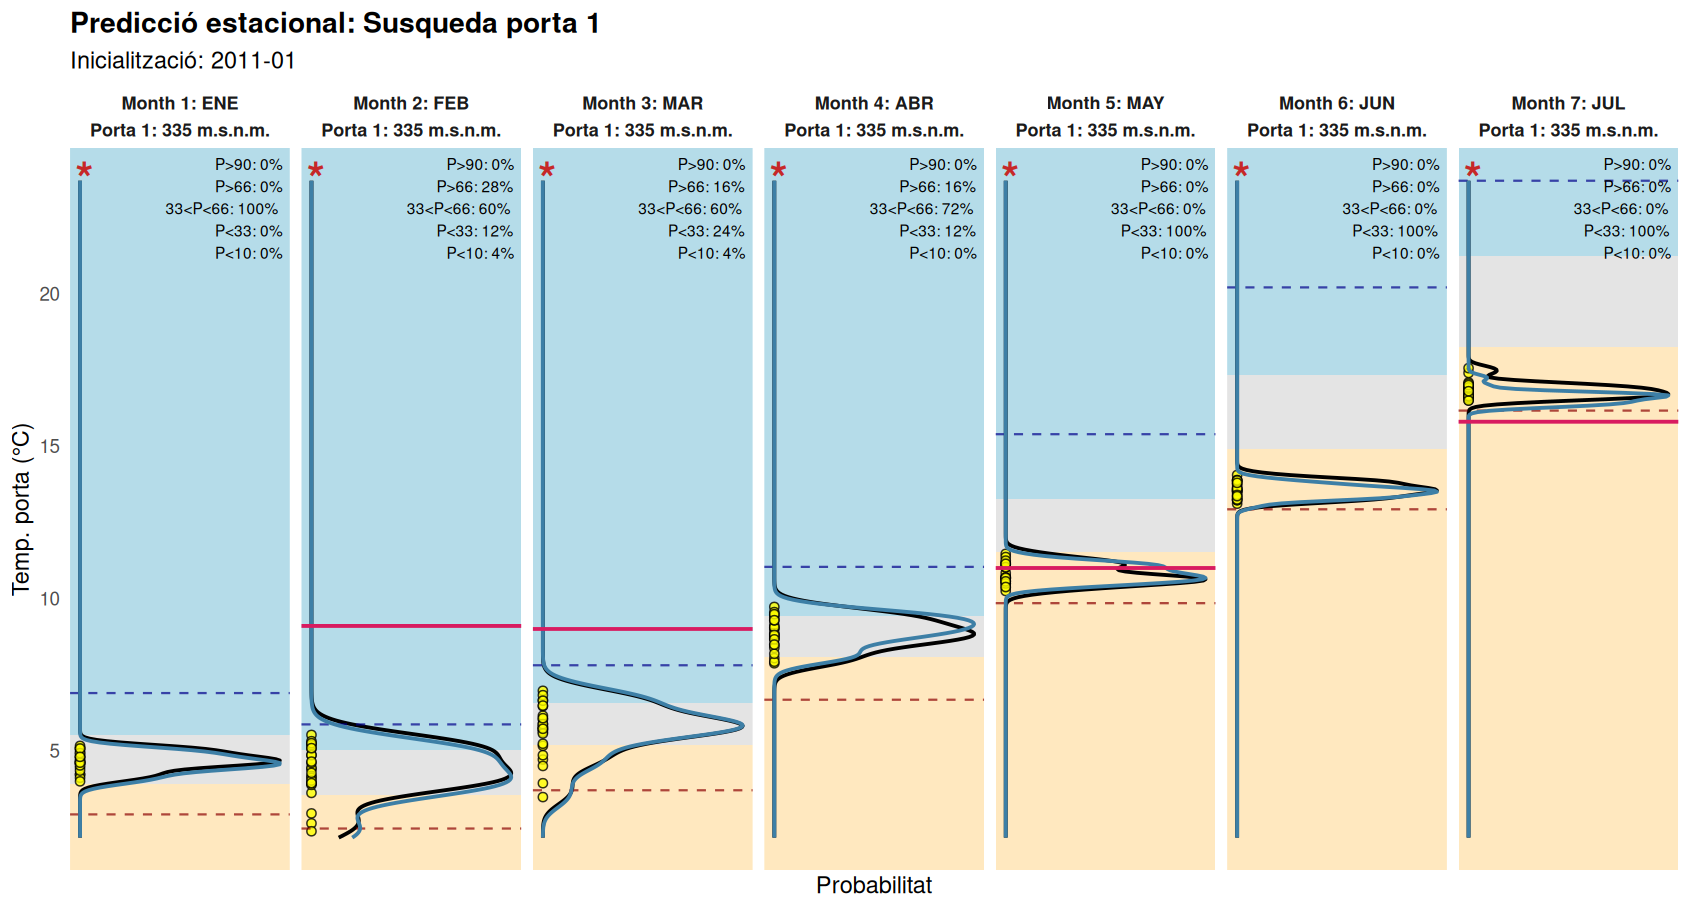 Predicció estacional: Susqueda porta 1
Inicialització: 2011-01
Month 1: ENE
Porta 1: 335 m.s.n.m.
Month 2: FEB
Porta 1: 335 m.s.n.m.
Month 3: MAR
Porta 1: 335 m.s.n.m.
Month 4: ABR
Porta 1: 335 m.s.n.m.
Month 5: MAY
Porta 1: 335 m.s.n.m.
Month 6: JUN
Porta 1: 335 m.s.n.m.
Month 7: JUL
Porta 1: 335 m.s.n.m.
*
P>90: 0%
P>66: 0%
33<P<66: 100%
P<33: 0%
P<10: 0%
*
P>90: 0%
P>66: 28%
33<P<66: 60%
P<33: 12%
P<10: 4%
*
P>90: 0%
P>66: 16%
33<P<66: 60%
P<33: 24%
P<10: 4%
*
P>90: 0%
P>66: 16%
33<P<66: 72%
P<33: 12%
P<10: 0%
*
P>90: 0%
P>66: 0%
33<P<66: 0%
P<33: 100%
P<10: 0%
*
P>90: 0%
P>66: 0%
33<P<66: 0%
P<33: 100%
P<10: 0%
*
P>90: 0%
P>66: 0%
33<P<66: 0%
P<33: 100%
P<10: 0%
20
15
10
5
Temp. porta (°C)
Probabilitat